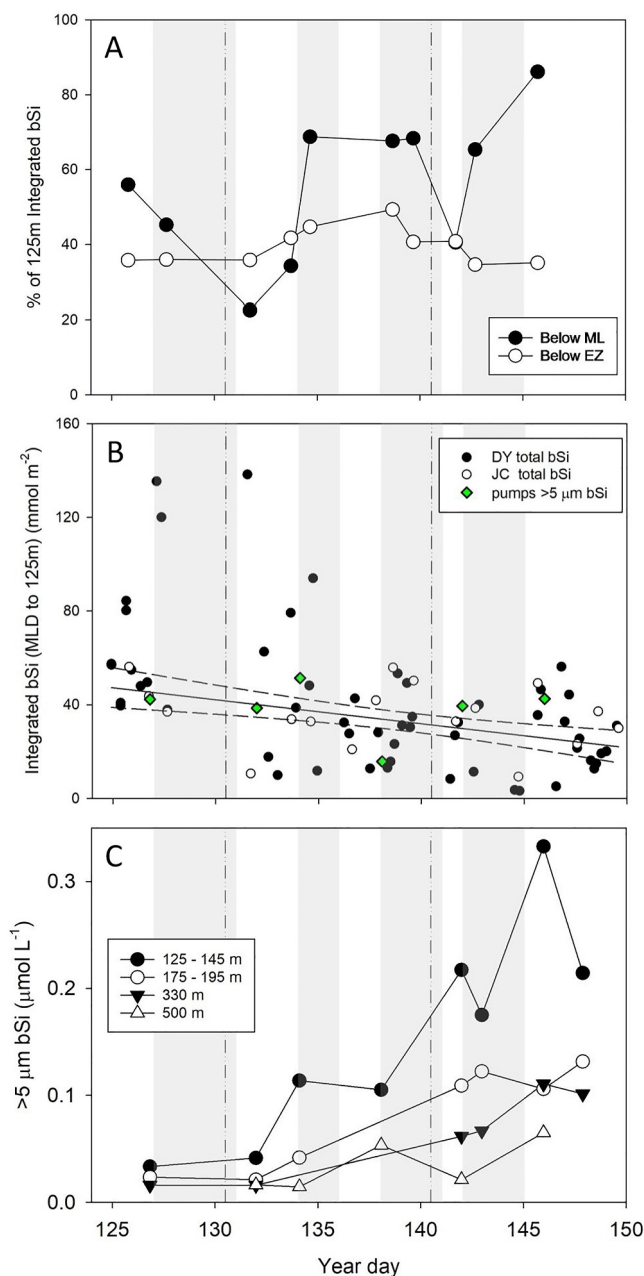 A
100
80
60
40
20
0
% of 125m Integrated bSi
Below ML
Below EZ
B
160
120
80
40
0
Integrated bSi (MLD to 125m) (mmol m⁻²)
DY total bSi
JC total bSi
pumps >5 μm bSi
C
0.3
0.2
0.1
0.0
>5 μm bSi (μmol L⁻¹)
125 - 145 m
175 - 195 m
330 m
500 m
125 130 135 140 145 150
Year day